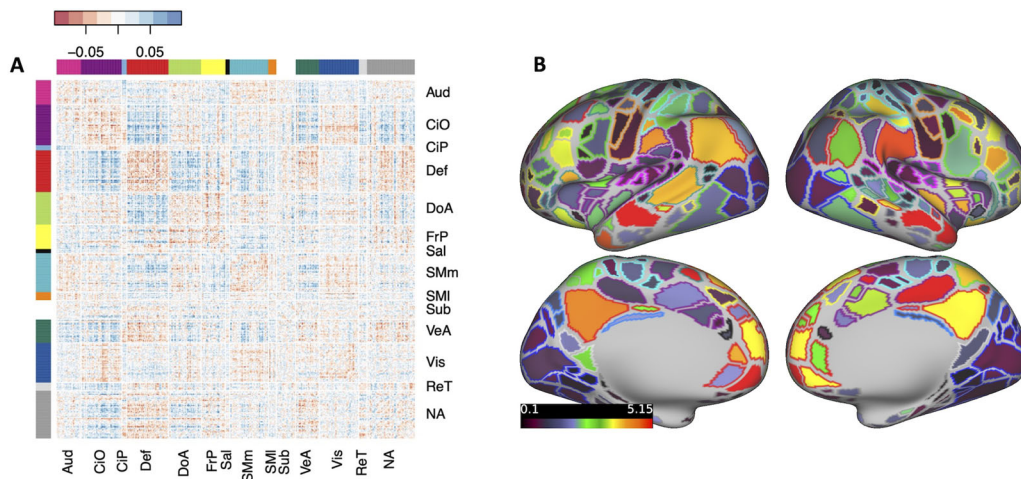 −0.05 0.05
A
B
Aud
CiO
CiP
Def
DoA
FrP
Sal
SMm
SMl
Sub
VeA
Vis
ReT
NA
0.1 5.15
Aud CiO CiP Def DoA FrP Sal SMm SMl Sub VeA Vis ReT NA